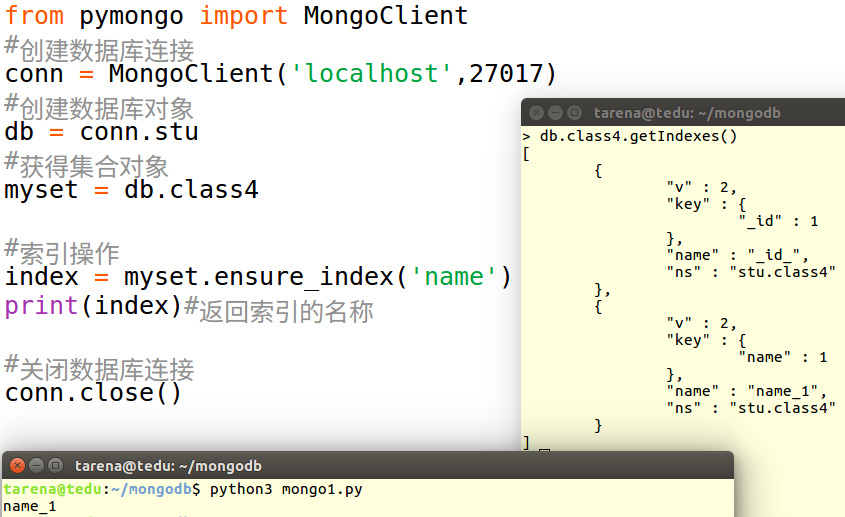 from pymongo import MongoClient
#创建数据库连接
conn = MongoClient('localhost',27017)
#创建数据库对象
db = conn.stu
#获得集合对象
myset = db.class4
#索引操作
index = myset.ensure_index('name')
print(index)#返回索引的名称
#关闭数据库连接
conn.close()
tarena@tedu: ~/mongodb
> db.class4.getIndexes()
[
{
"v" : 2,
"key" : {
"_id" : 1
},
"name" : "_id_",
"ns" : "stu.class4"
},
{
"v" : 2,
"key" : {
"name" : 1
},
"name" : "name_1",
"ns" : "stu.class4"
}
]
tarena@tedu: ~/mongodb
tarena@tedu:~/mongodb$ python3 mongo1.py
name_1